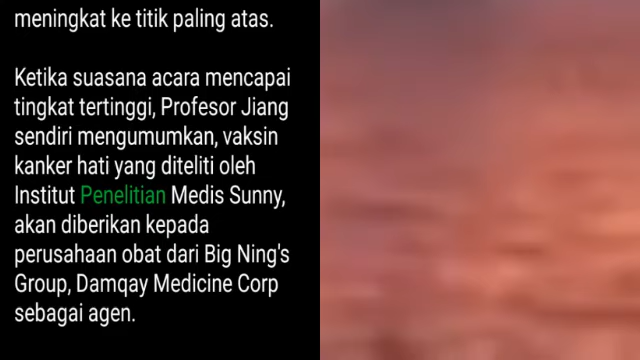 meningkat ke titik paling atas.
Ketika suasana acara mencapai
tingkat tertinggi, Profesor Jiang
sendiri mengumumkan, vaksin
kanker hati yang diteliti oleh
Institut Penelitian Medis Sunny,
akan diberikan kepada
perusahaan obat dari Big Ning's
Group, Damqay Medicine Corp
sebagai agen.